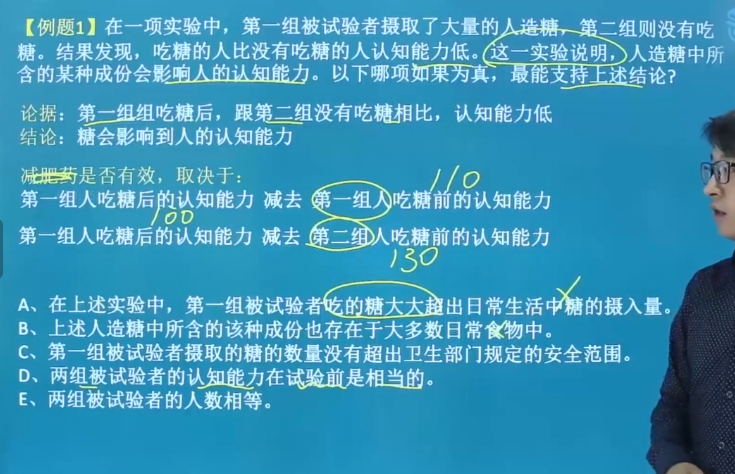 【例题1】在一项实验中，第一组被试验者摄取了大量的人造糖，第二组则没有吃
糖。结果发现，吃糖的人比没有吃糖的人认知能力低。这一实验说明，人造糖中所
含的某种成份会影响人的认知能力。以下哪项如果为真，最能支持上述结论？
论据：第一组组吃糖后，跟第二组没有吃糖相比，认知能力低
结论：糖会影响到人的认知能力
减肥药是否有效，取决于：
110
第一组人吃糖后的认知能力 减去 第一组人吃糖前的认知能力
100
第一组人吃糖后的认知能力 减去 第二组人吃糖前的认知能力
130
A、在上述实验中，第一组被试验者吃的糖大大超出日常生活中糖的摄入量。
B、上述人造糖中所含的该种成份也存在于大多数日常食物中。
C、第一组被试验者摄取的糖的数量没有超出卫生部门规定的安全范围。
D、两组被试验者的认知能力在试验前是相当的。
E、两组被试验者的人数相等。